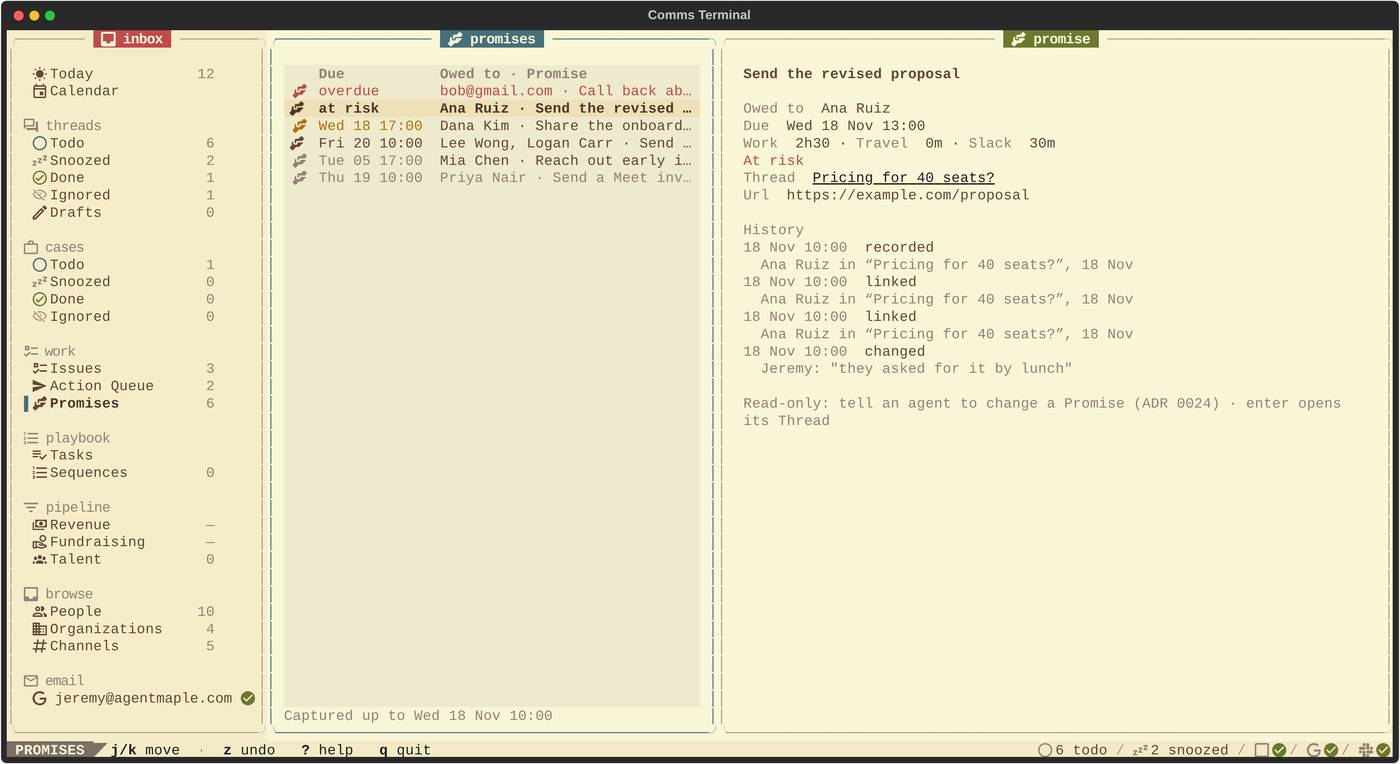 Comms Terminal
inbox
Today 12
Calendar
threads
Todo 6
Snoozed 2
Done 1
Ignored 1
Drafts 0
cases
Todo 1
Snoozed 0
Done 0
Ignored 0
work
Issues 3
Action Queue 2
Promises 6
playbook
Tasks
Sequences 0
pipeline
Revenue —
Fundraising —
Talent 0
browse
People 10
Organizations 4
Channels 5
email
jeremy@agentmaple.com
promises
Due Owed to · Promise
overdue bob@gmail.com · Call back ab…
at risk Ana Ruiz · Send the revised …
Wed 18 17:00 Dana Kim · Share the onboard…
Fri 20 10:00 Lee Wong, Logan Carr · Send …
Tue 05 17:00 Mia Chen · Reach out early i…
Thu 19 10:00 Priya Nair · Send a Meet inv…
Captured up to Wed 18 Nov 10:00
promise
Send the revised proposal
Owed to Ana Ruiz
Due Wed 18 Nov 13:00
Work 2h30 · Travel 0m · Slack 30m
At risk
Thread Pricing for 40 seats?
Url https://example.com/proposal
History
18 Nov 10:00 recorded
Ana Ruiz in “Pricing for 40 seats?”, 18 Nov
18 Nov 10:00 linked
Ana Ruiz in “Pricing for 40 seats?”, 18 Nov
18 Nov 10:00 linked
Ana Ruiz in “Pricing for 40 seats?”, 18 Nov
18 Nov 10:00 changed
Jeremy: "they asked for it by lunch"
Read-only: tell an agent to change a Promise (ADR 0024) · enter opens
its Thread
PROMISES j/k move · z undo ? help q quit
6 todo / 2 snoozed / / /